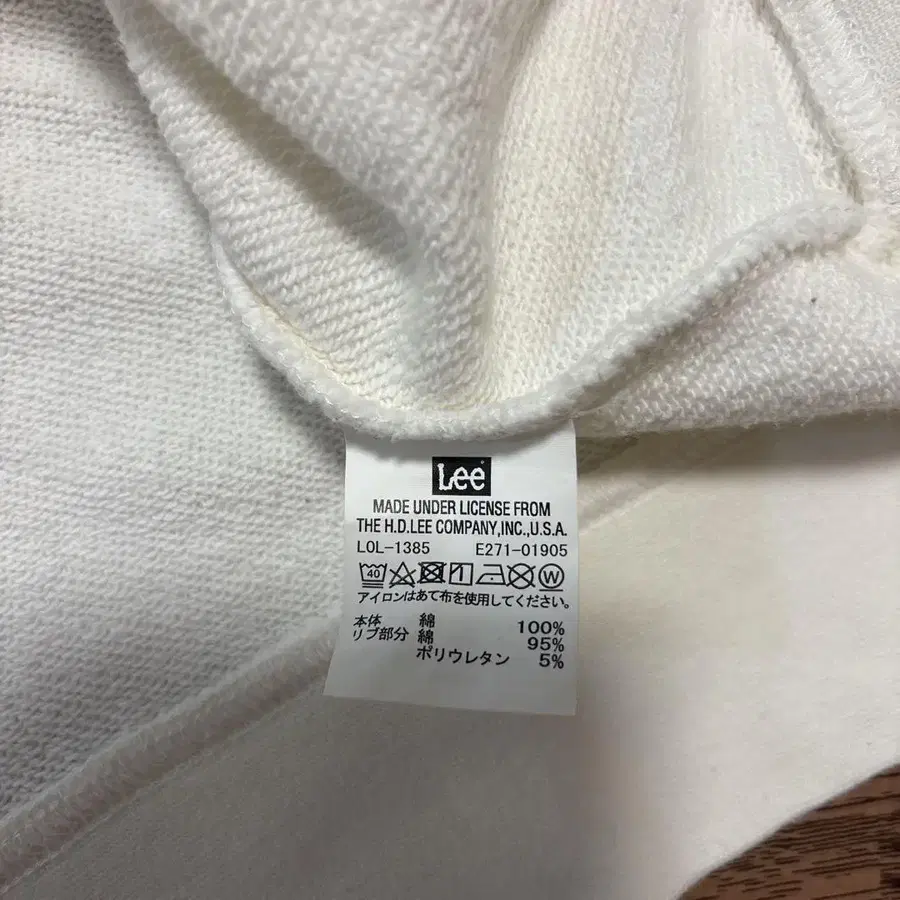 Lee
MADE UNDER LICENSE FROM
THE H.D.LEE COMPANY,INC.,U.S.A.
LOL-1385 E271-01905
40 W
アイロンはあて布を使用してください。
本体 綿 100%
リブ部分 綿 95%
ポリウレタン 5%